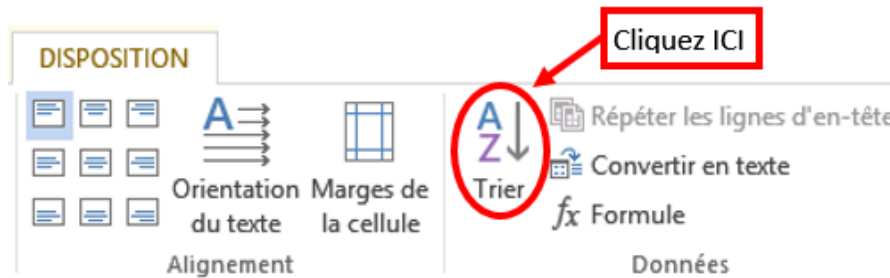 Cliquez ICI
DISPOSITION
Orientation du texte
Marges de la cellule
Alignement
A
Z
Trier
Répéter les lignes d'en-tête
Convertir en texte
fx Formule
Données